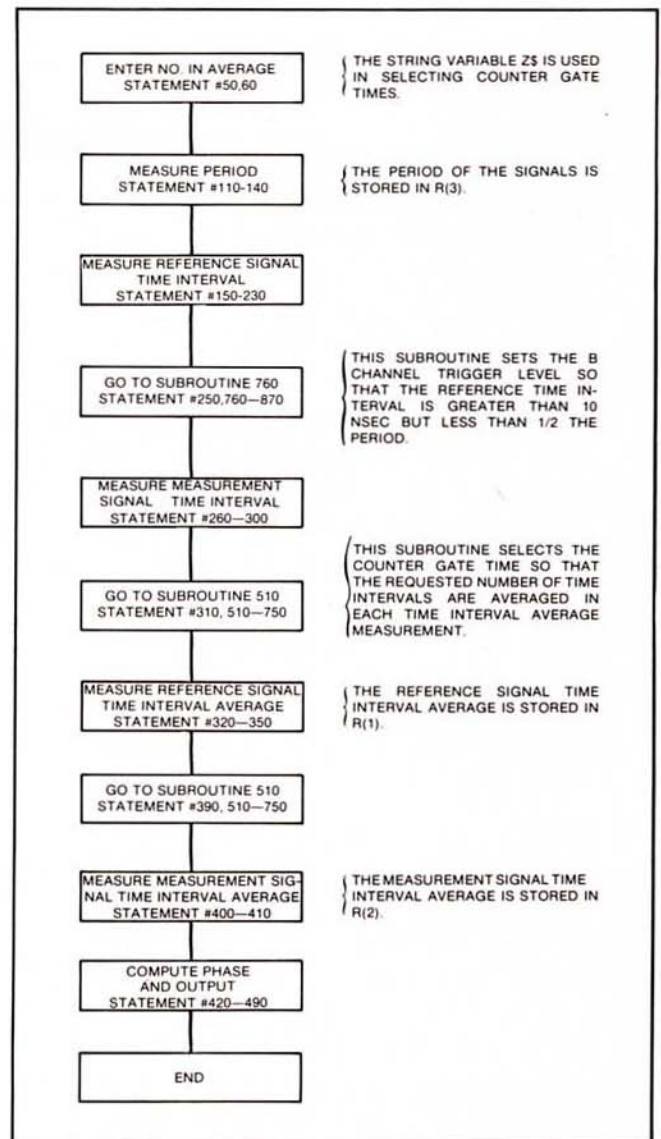 ENTER NO. IN AVERAGE
STATEMENT #50,60
THE STRING VARIABLE Z$ IS USED
IN SELECTING COUNTER GATE
TIMES.
MEASURE PERIOD
STATEMENT #110-140
THE PERIOD OF THE SIGNALS IS
STORED IN R(3).
MEASURE REFERENCE SIGNAL
TIME INTERVAL
STATEMENT #150-230
GO TO SUBROUTINE 760
STATEMENT #250,760—870
THIS SUBROUTINE SETS THE B
CHANNEL TRIGGER LEVEL SO
THAT THE REFERENCE TIME IN-
TERVAL IS GREATER THAN 10
NSEC BUT LESS THAN 1/2 THE
PERIOD.
MEASURE MEASUREMENT
SIGNAL TIME INTERVAL
STATEMENT #260—300
GO TO SUBROUTINE 510
STATEMENT #310, 510—750
THIS SUBROUTINE SELECTS THE
COUNTER GATE TIME SO THAT
THE REQUESTED NUMBER OF TIME
INTERVALS ARE AVERAGED IN
EACH TIME INTERVAL AVERAGE
MEASUREMENT.
MEASURE REFERENCE SIGNAL
TIME INTERVAL AVERAGE
STATEMENT #320—350
THE REFERENCE SIGNAL TIME
INTERVAL AVERAGE IS STORED IN
R(1).
GO TO SUBROUTINE 510
STATEMENT #390, 510—750
MEASURE MEASUREMENT SIG-
NAL TIME INTERVAL AVERAGE
STATEMENT #400—410
THE MEASUREMENT SIGNAL TIME
INTERVAL AVERAGE IS STORED IN
R(2).
COMPUTE PHASE
AND OUTPUT
STATEMENT #420—490
END